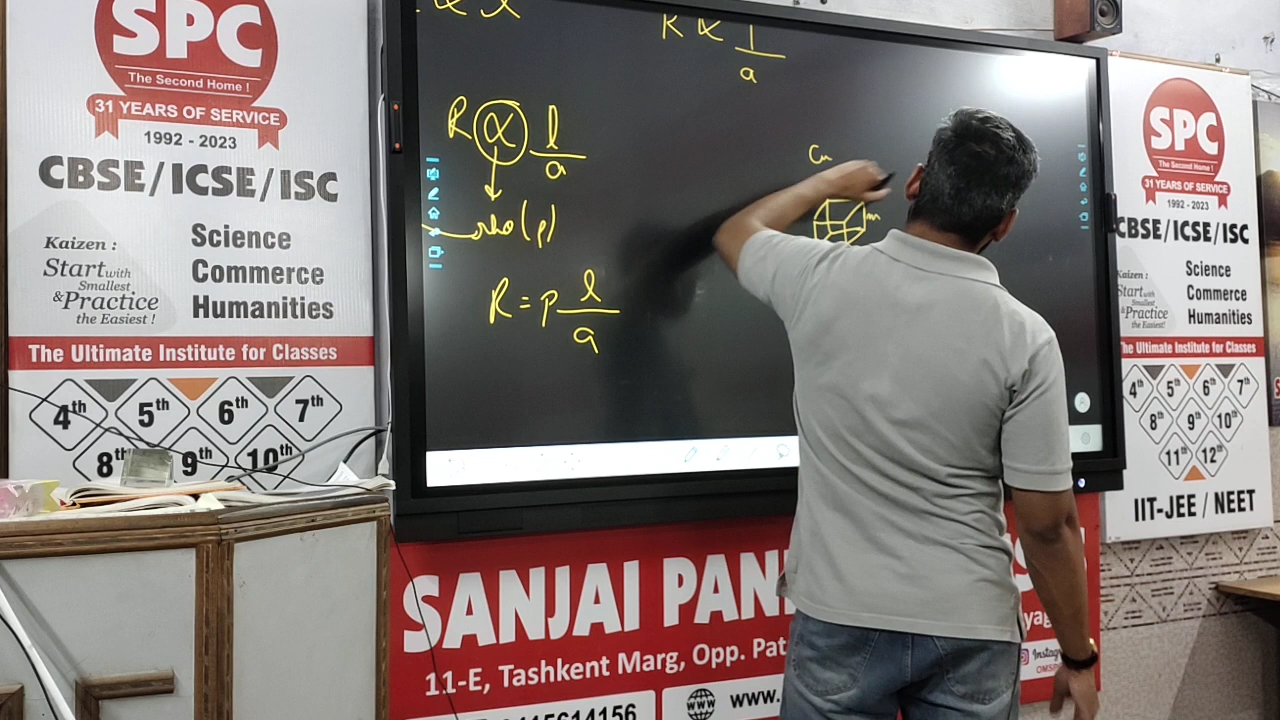 SPC
The Second Home !
31 YEARS OF SERVICE
1992 - 2023
CBSE/ICSE/ISC
Kaizen :
Start with
Smallest
& Practice
the Easiest !
Science
Commerce
Humanities
The Ultimate Institute for Classes
4th 5th 6th 7th
8th 9th 10th
R ∝ 1/a
R ∝ l/a
rho(ρ)
R = ρ l/a
Cu
m
SANJAI PAN
11-E, Tashkent Marg, Opp.
WWW.
SPC
The Second Home !
31 YEARS OF SERVICE
1992 - 2023
CBSE/ICSE/ISC
Kaizen :
Start with
Smallest
& Practice
the Easiest!
Science
Commerce
Humanities
The Ultimate Institute for Classes
4th 5th 6th 7th
8th 9th 10th
11th 12th
IIT-JEE / NEET